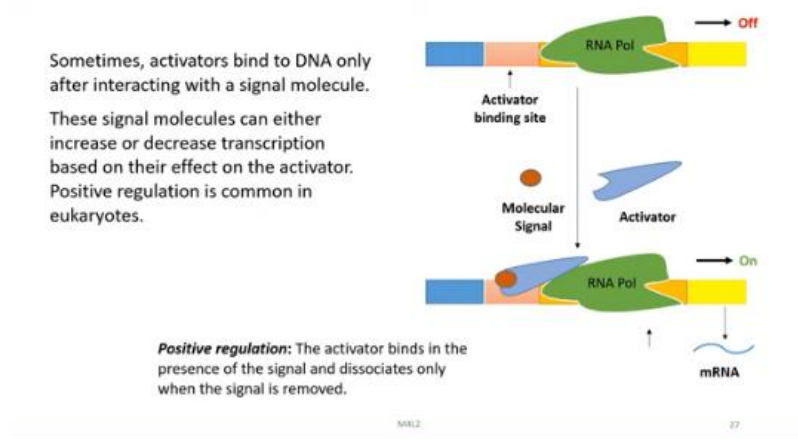 Sometimes, activators bind to DNA only
after interacting with a signal molecule.
These signal molecules can either
increase or decrease transcription
based on their effect on the activator.
Positive regulation is common in
eukaryotes.
RNA Pol
Off
Activator
binding site
Molecular
Signal
Activator
RNA Pol
On
mRNA
Positive regulation: The activator binds in the
presence of the signal and dissociates only
when the signal is removed.
M4L2
27